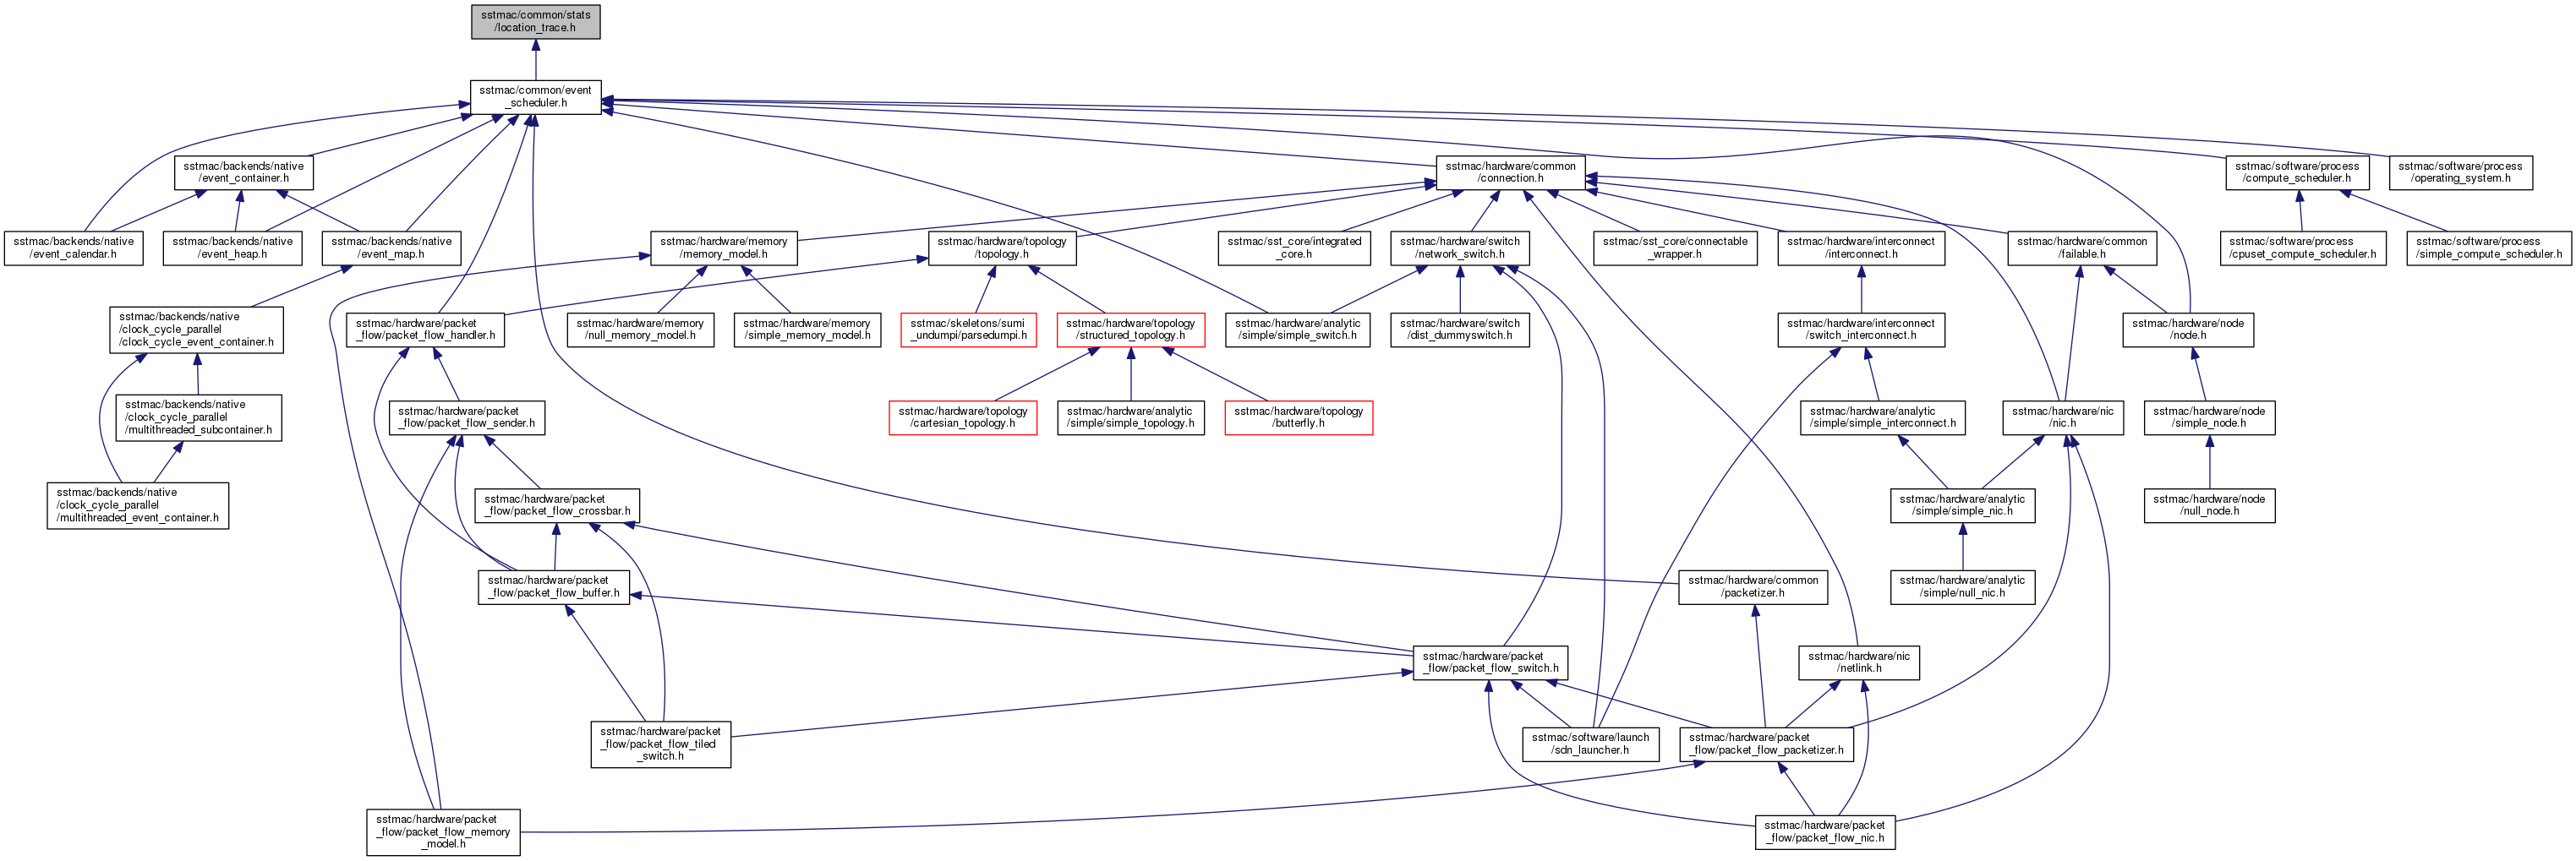 sstmac/common/stats
/location_trace.h
sstmac/common/event
_scheduler.h
sstmac/backends/native
/event_container.h
sstmac/hardware/common
/connection.h
sstmac/software/process
/compute_scheduler.h
sstmac/software/process
/operating_system.h
sstmac/backends/native
/event_calendar.h
sstmac/backends/native
/event_heap.h
sstmac/backends/native
/event_map.h
sstmac/hardware/memory
/memory_model.h
sstmac/hardware/topology
/topology.h
sstmac/sst_core/integrated
_core.h
sstmac/hardware/switch
/network_switch.h
sstmac/sst_core/connectable
_wrapper.h
sstmac/hardware/interconnect
/interconnect.h
sstmac/hardware/common
/failable.h
sstmac/software/process
/cpuset_compute_scheduler.h
sstmac/software/process
/simple_compute_scheduler.h
sstmac/backends/native
/clock_cycle_parallel
/clock_cycle_event_container.h
sstmac/hardware/packet
_flow/packet_flow_handler.h
sstmac/hardware/memory
/null_memory_model.h
sstmac/hardware/memory
/simple_memory_model.h
sstmac/skeletons/sumi
_undumpi/parsedumpi.h
sstmac/hardware/topology
/structured_topology.h
sstmac/hardware/analytic
/simple/simple_switch.h
sstmac/hardware/switch
/dist_dummyswitch.h
sstmac/hardware/interconnect
/switch_interconnect.h
sstmac/hardware/node
/node.h
sstmac/backends/native
/clock_cycle_parallel
/multithreaded_subcontainer.h
sstmac/hardware/packet
_flow/packet_flow_sender.h
sstmac/hardware/topology
/cartesian_topology.h
sstmac/hardware/analytic
/simple/simple_topology.h
sstmac/hardware/topology
/butterfly.h
sstmac/hardware/analytic
/simple/simple_interconnect.h
sstmac/hardware/nic
/nic.h
sstmac/hardware/node
/simple_node.h
sstmac/backends/native
/clock_cycle_parallel
/multithreaded_event_container.h
sstmac/hardware/packet
_flow/packet_flow_crossbar.h
sstmac/hardware/analytic
/simple/simple_nic.h
sstmac/hardware/node
/null_node.h
sstmac/hardware/packet
_flow/packet_flow_buffer.h
sstmac/hardware/common
/packetizer.h
sstmac/hardware/analytic
/simple/null_nic.h
sstmac/hardware/packet
_flow/packet_flow_switch.h
sstmac/hardware/nic
/netlink.h
sstmac/hardware/packet
_flow/packet_flow_tiled
_switch.h
sstmac/software/launch
/sdn_launcher.h
sstmac/hardware/packet
_flow/packet_flow_packetizer.h
sstmac/hardware/packet
_flow/packet_flow_memory
_model.h
sstmac/hardware/packet
_flow/packet_flow_nic.h